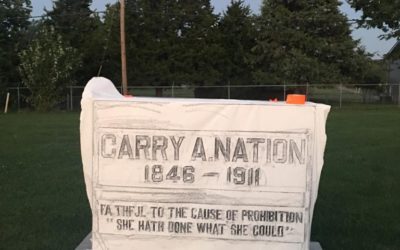 CARRY A. NATION
1846 - 1911
FAITHFUL TO THE CAUSE OF PROHIBITION
"SHE HATH DONE WHAT SHE COULD"